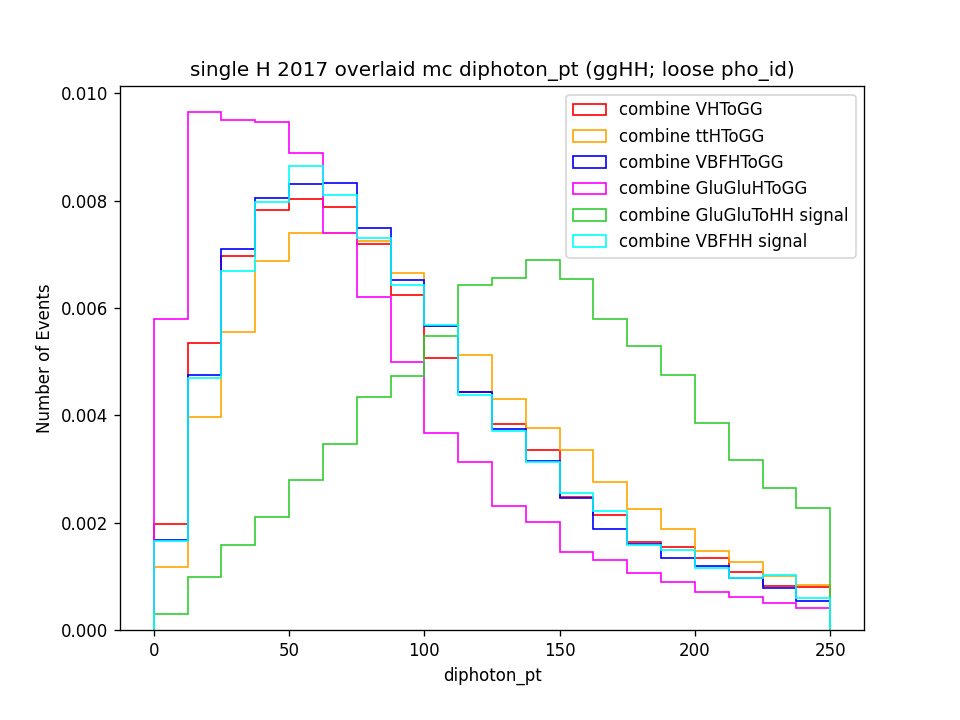 single H 2017 overlaid mc diphoton_pt (ggHH; loose pho_id)
combine VHToGG
combine ttHToGG
combine VBFHToGG
combine GluGluHToGG
combine GluGluToHH signal
combine VBFHH signal
Number of Events
0.010
0.008
0.006
0.004
0.002
0.000
0
50
100
150
200
250
diphoton_pt